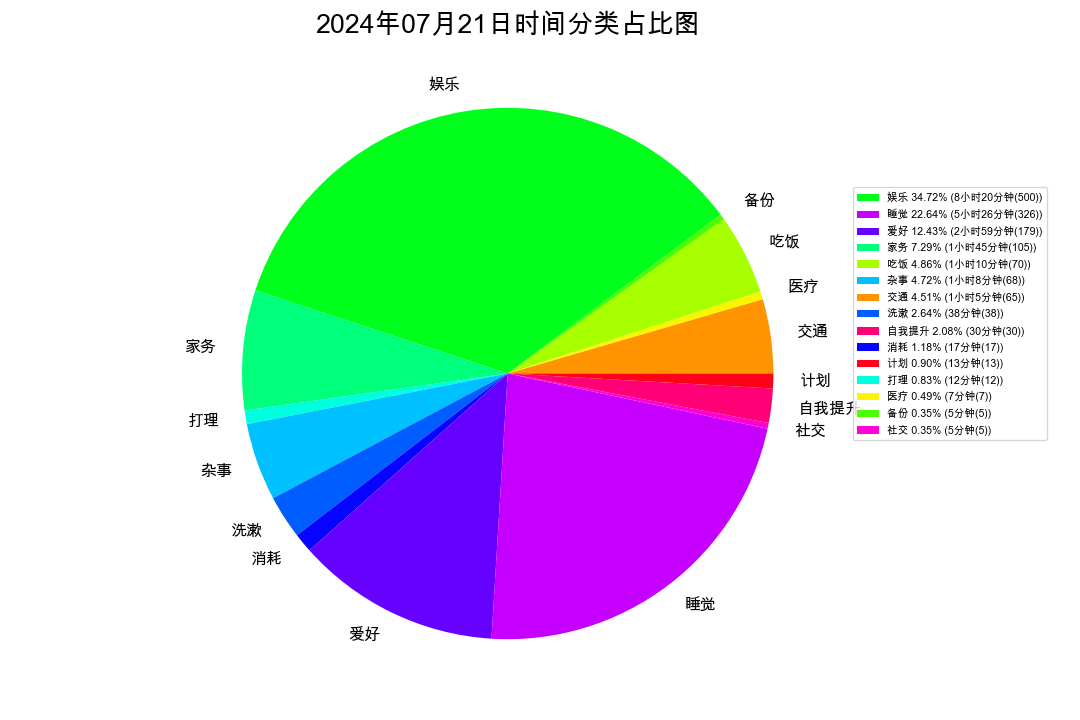 2024年07月21日时间分类占比图
娱乐
备份
吃饭
医疗
交通
计划
自我提升
社交
睡觉
爱好
消耗
洗漱
杂事
打理
家务
娱乐 34.72% (8小时20分钟(500))
睡觉 22.64% (5小时26分钟(326))
爱好 12.43% (2小时59分钟(179))
家务 7.29% (1小时45分钟(105))
吃饭 4.86% (1小时10分钟(70))
杂事 4.72% (1小时8分钟(68))
交通 4.51% (1小时5分钟(65))
洗漱 2.64% (38分钟(38))
自我提升 2.08% (30分钟(30))
消耗 1.18% (17分钟(17))
计划 0.90% (13分钟(13))
打理 0.83% (12分钟(12))
医疗 0.49% (7分钟(7))
备份 0.35% (5分钟(5))
社交 0.35% (5分钟(5))